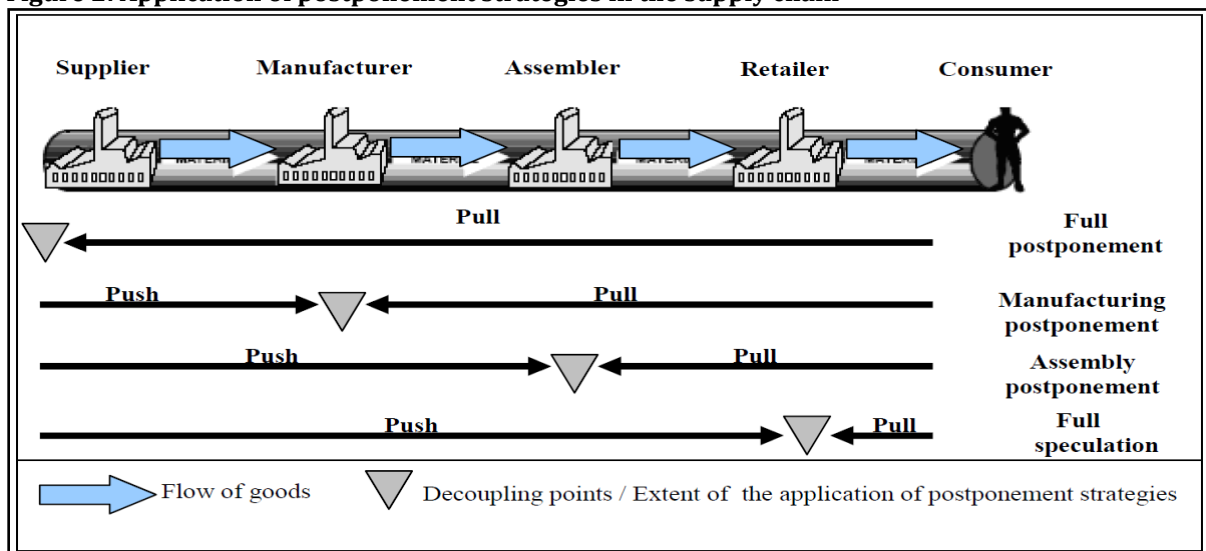 Supplier Manufacturer Assembler Retailer Consumer
Pull
Full
postponement
Push Pull
Manufacturing
postponement
Push Pull
Assembly
postponement
Push Pull
Full
speculation
Flow of goods
Decoupling points / Extent of the application of postponement strategies